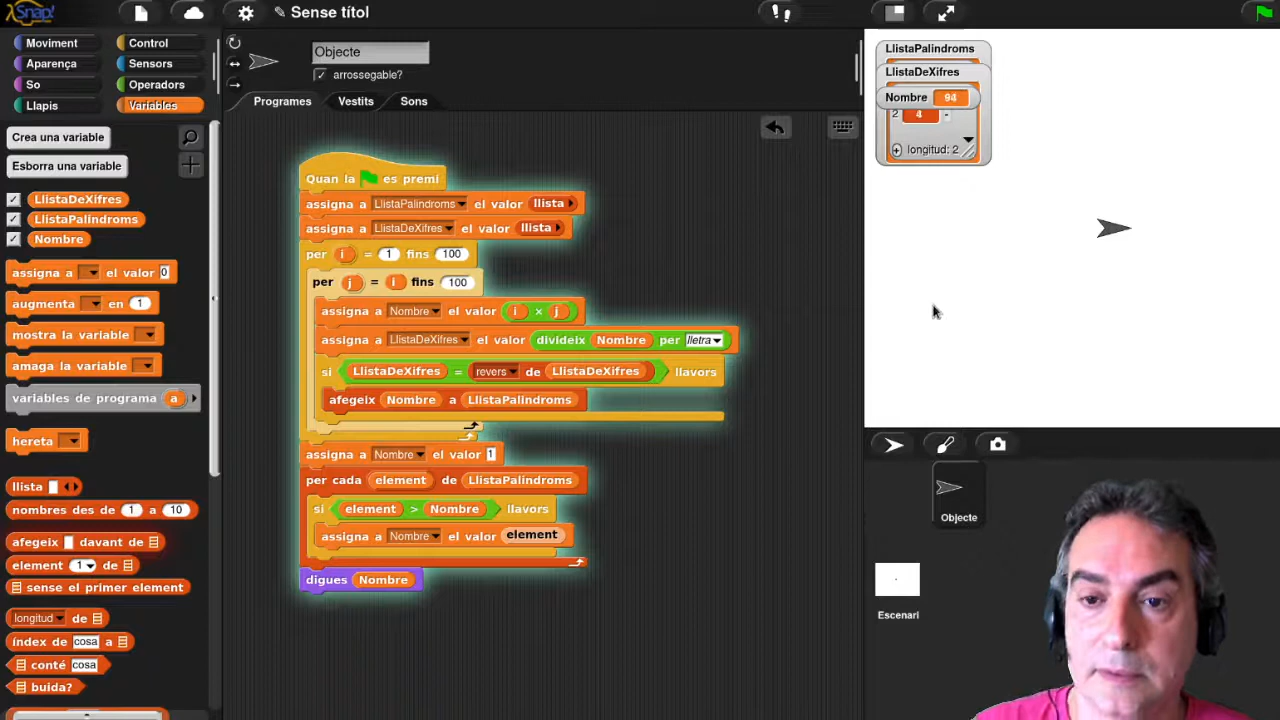 Snap!
Sense títol
Moviment
Control
Aparença
Sensors
So
Operadors
Llapis
Variables
Crea una variable
Esborra una variable
LlistaDeXifres
LlistaPalíndroms
Nombre
assigna a el valor 0
augmenta en 1
mostra la variable
amaga la variable
variables de programa a
hereta
llista
nombres des de 1 a 10
afegeix davant de
element 1 de
sense el primer element
longitud de
índex de cosa a
conté cosa
buida?
Objecte
arrossegable?
Programes
Vestits
Sons
Quan la es premi
assigna a LlistaPalíndroms el valor llista
assigna a LlistaDeXifres el valor llista
per i = 1 fins 100
per j = i fins 100
assigna a Nombre el valor i × j
assigna a LlistaDeXifres el valor divideix Nombre per lletra
si LlistaDeXifres = revers de LlistaDeXifres llavors
afegeix Nombre a LlistaPalíndroms
assigna a Nombre el valor 1
per cada element de LlistaPalíndroms
si element > Nombre llavors
assigna a Nombre el valor element
digues Nombre
LlistaPalíndroms
LlistaDeXifres
Nombre 94
2 4 -
+ longitud: 2
Objecte
Escenari